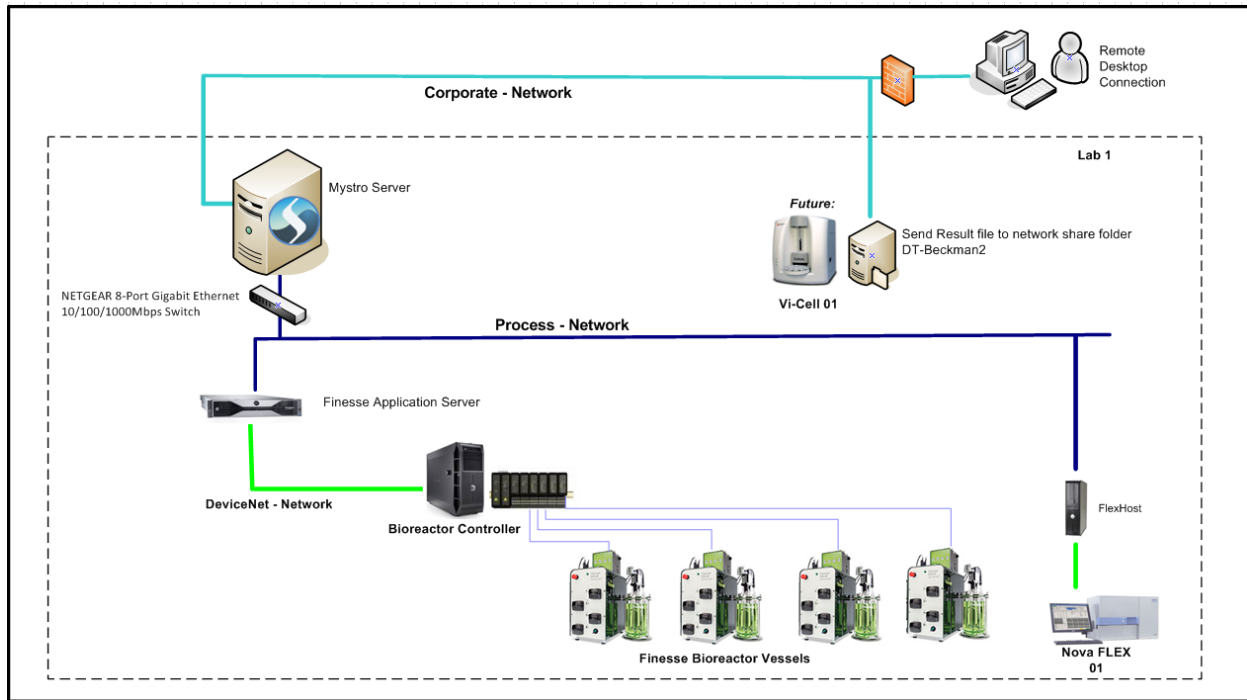 Remote
Desktop
Connection
Corporate - Network
Lab 1
Mystro Server
Future:
Send Result file to network share folder
DT-Beckman2
Vi-Cell 01
NETGEAR 8-Port Gigabit Ethernet
10/100/1000Mbps Switch
Process - Network
Finesse Application Server
DeviceNet - Network
Bioreactor Controller
FlexHost
Finesse Bioreactor Vessels
Nova FLEX
01